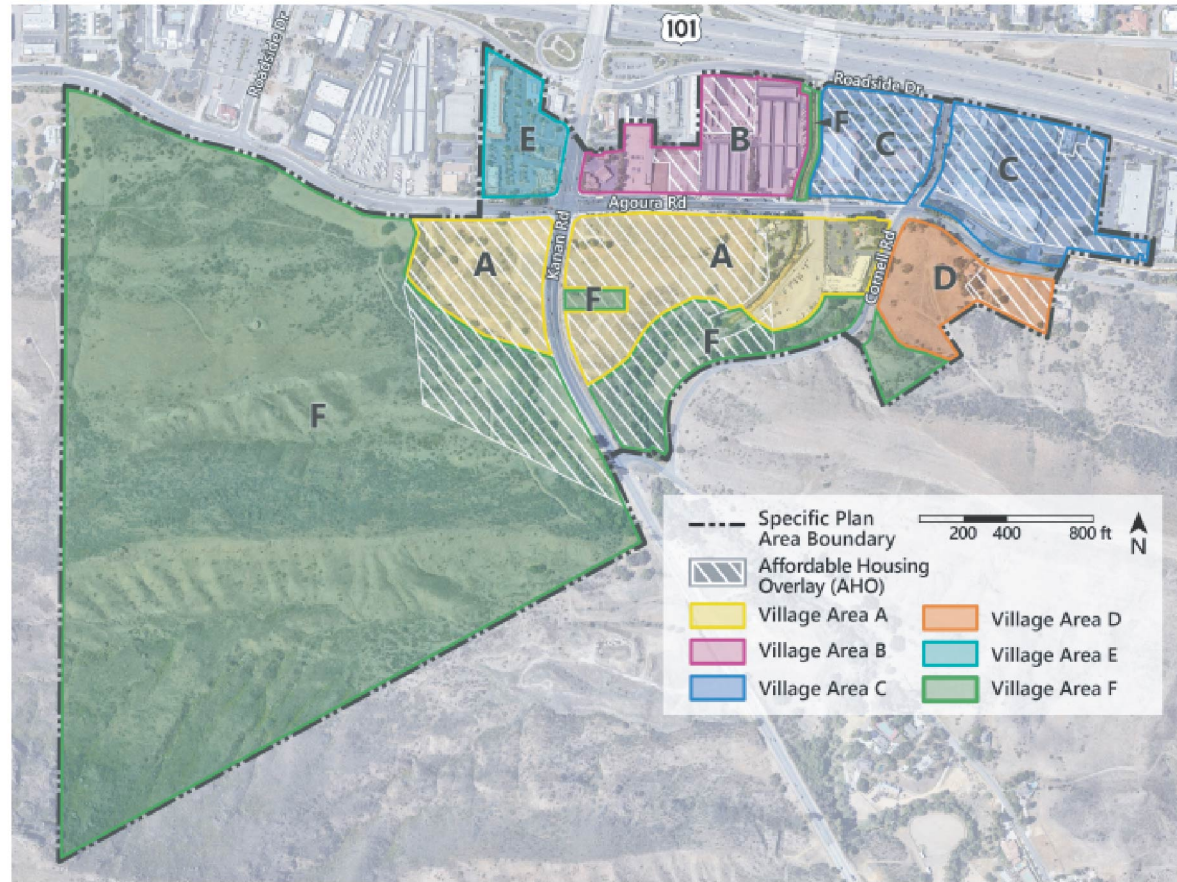 101
Roadside Dr
Roadside Dr
E
B
F
C
C
Agoura Rd
Kanan Rd
A
A
F
Cornell Rd
D
F
F
Specific Plan
Area Boundary
200 400 800 ft
N
Affordable Housing
Overlay (AHO)
Village Area A
Village Area D
Village Area B
Village Area E
Village Area C
Village Area F